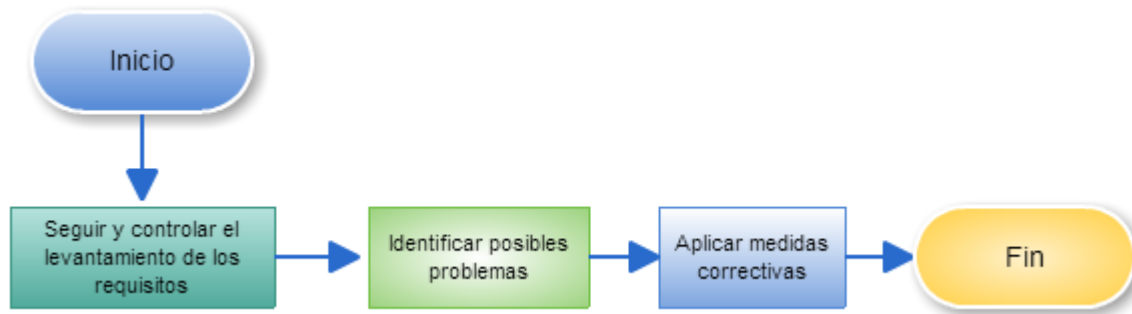 Inicio
Seguir y controlar el
levantamiento de los
requisitos
Identificar posibles
problemas
Aplicar medidas
correctivas
Fin